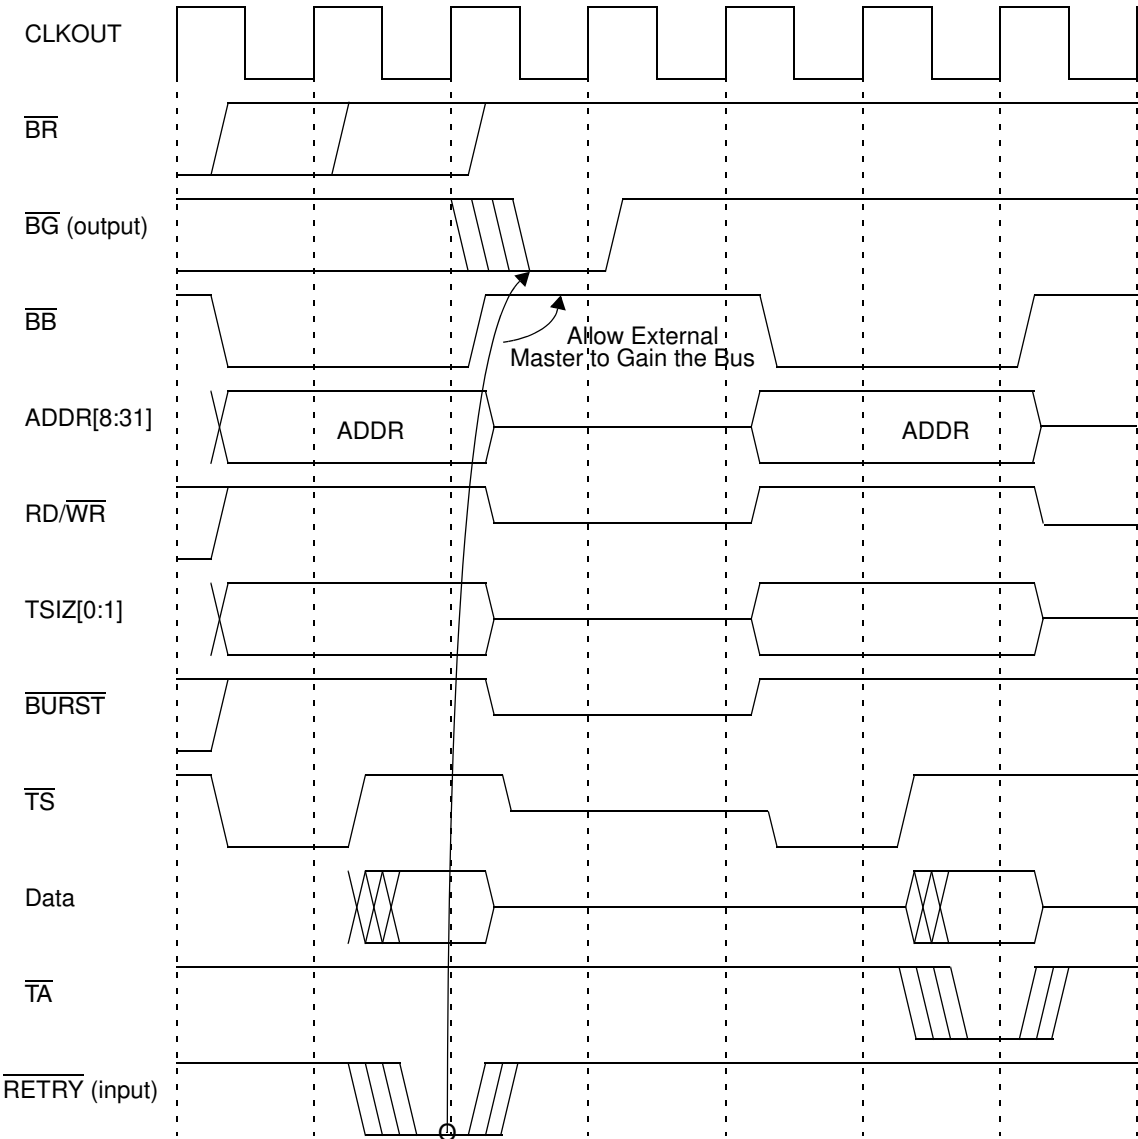 CLKOUT
BR
BG (output)
BB
Allow External
Master to Gain the Bus
ADDR[8:31]
ADDR
ADDR
RD/WR
TSIZ[0:1]
BURST
TS
Data
TA
RETRY (input)